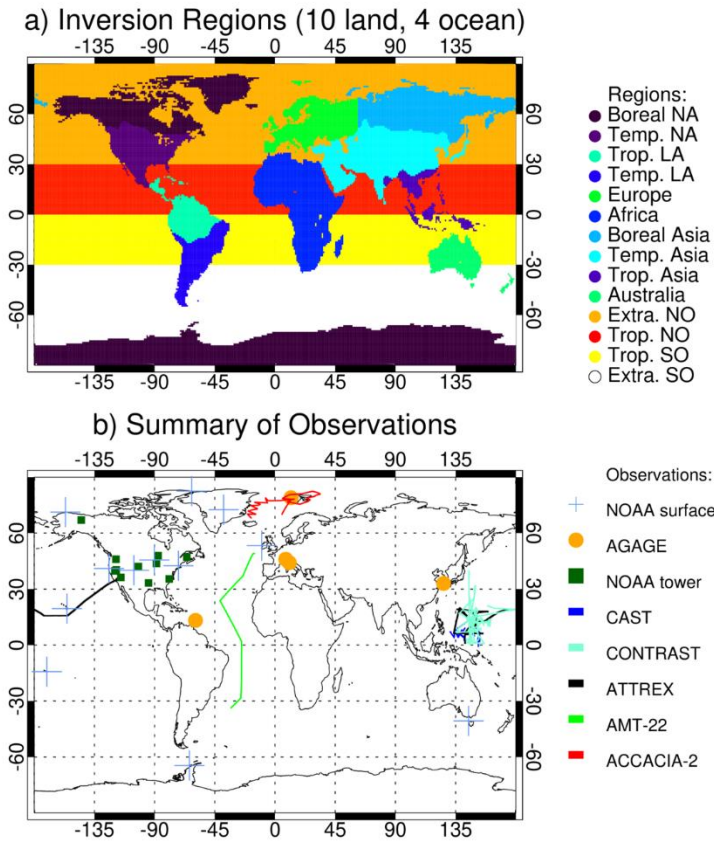 a) Inversion Regions (10 land, 4 ocean)
-135 -90 -45 0 45 90 135
60 60
30 30
0 0
-30 -30
-60 -60
-135 -90 -45 0 45 90 135
Regions:
Boreal NA
Temp. NA
Trop. LA
Temp. LA
Europe
Africa
Boreal Asia
Temp. Asia
Trop. Asia
Australia
Extra. NO
Trop. NO
Trop. SO
Extra. SO
b) Summary of Observations
-135 -90 -45 0 45 90 135
60 60
30 30
0 0
-30 -30
-60 -60
-135 -90 -45 0 45 90 135
Observations:
NOAA surface
AGAGE
NOAA tower
CAST
CONTRAST
ATTREX
AMT-22
ACCACIA-2